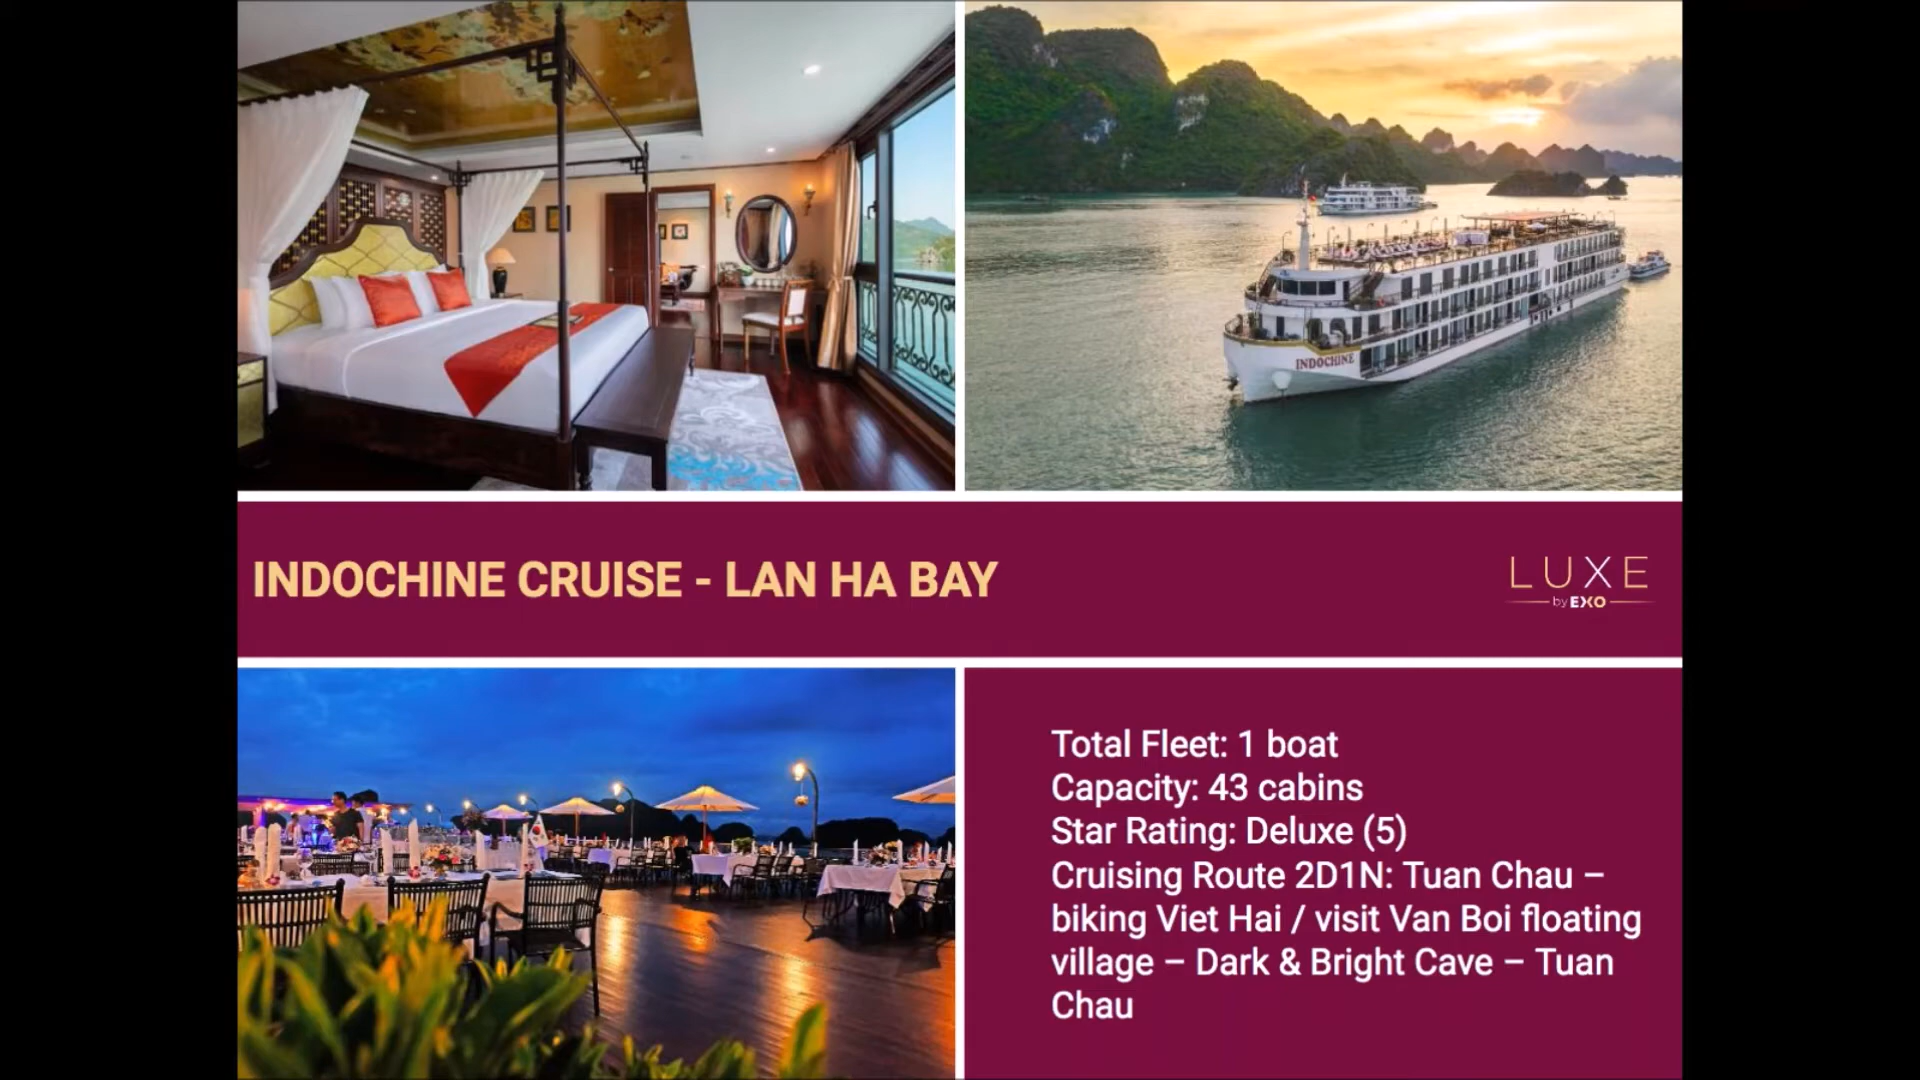 INDOCHINE
INDOCHINE CRUISE - LAN HA BAY
LUXE
by EXO
Total Fleet: 1 boat
Capacity: 43 cabins
Star Rating: Deluxe (5)
Cruising Route 2D1N: Tuan Chau –
biking Viet Hai / visit Van Boi floating
village – Dark & Bright Cave – Tuan
Chau